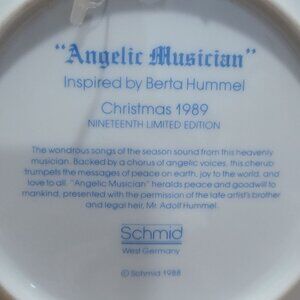 "Angelic Musician"
Inspired by Berta Hummel
Christmas 1989
NINETEENTH LIMITED EDITION
The wondrous songs of the season sound from this heavenly
musician. Backed by a chorus of angelic voices, this cherub
trumpets the messages of peace on earth, joy to the world, and
love to all. "Angelic Musician" heralds peace and goodwill to
mankind, presented with the permission of the late artist's brother
and legal heir, Mr. Adolf Hummel.
Schmid
West Germany
© Schmid 1988